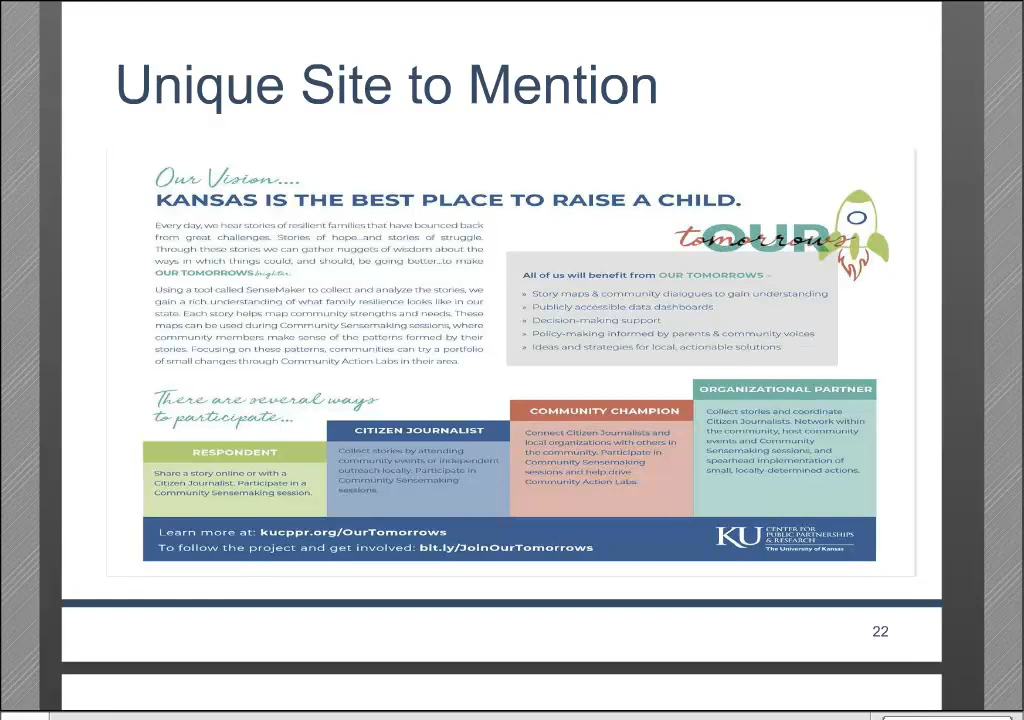 Unique Site to Mention
Our Vision....
KANSAS IS THE BEST PLACE TO RAISE A CHILD.
Every day, we hear stories of resilient families that have bounced back
from great challenges. Stories of hope...and stories of struggle.
Through these stories we can gather nuggets of wisdom about the
ways in which things could, and should, be going better...to make
OUR TOMORROWS brighter.
Using a tool called SenseMaker to collect and analyze the stories, we
gain a rich understanding of what family resilience looks like in our
state. Each story helps map community strengths and needs. These
maps can be used during Community Sensemaking sessions, where
community members make sense of the patterns formed by their
stories. Focusing on these patterns, communities can try a portfolio
of small changes through Community Action Labs in their area.
OUR
tomorrows
All of us will benefit from OUR TOMORROWS –
» Story maps & community dialogues to gain understanding
» Publicly accessible data dashboards
» Decision-making support
» Policy-making informed by parents & community voices
» Ideas and strategies for local, actionable solutions
There are several ways
to participate...
RESPONDENT
Share a story online or with a
Citizen Journalist. Participate in a
Community Sensemaking session.
CITIZEN JOURNALIST
Collect stories by attending
community events or independent
outreach locally. Participate in
Community Sensemaking
sessions.
COMMUNITY CHAMPION
Connect Citizen Journalists and
local organizations with others in
the community. Participate in
Community Sensemaking
sessions and help drive
Community Action Labs.
ORGANIZATIONAL PARTNER
Collect stories and coordinate
Citizen Journalists. Network within
the community, host community
events and Community
Sensemaking sessions, and
spearhead implementation of
small, locally-determined actions.
Learn more at: kucppr.org/OurTomorrows
To follow the project and get involved: bit.ly/JoinOurTomorrows
KU CENTER FOR
PUBLIC PARTNERSHIPS
& RESEARCH
The University of Kansas
22